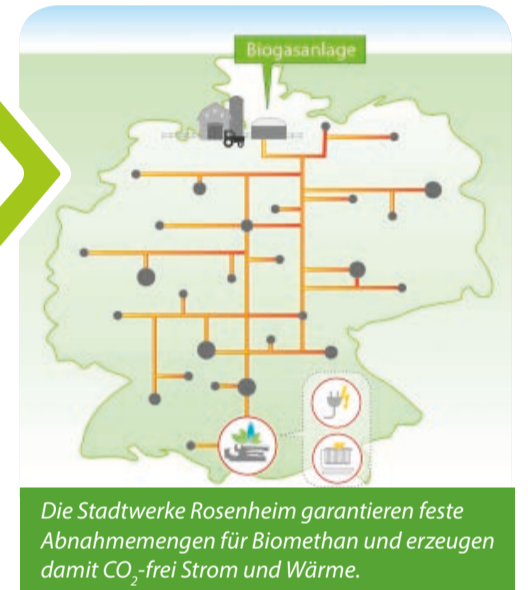 Biogasanlage
Die Stadtwerke Rosenheim garantieren feste
Abnahmemengen für Biomethan und erzeugen
damit CO₂-frei Strom und Wärme.